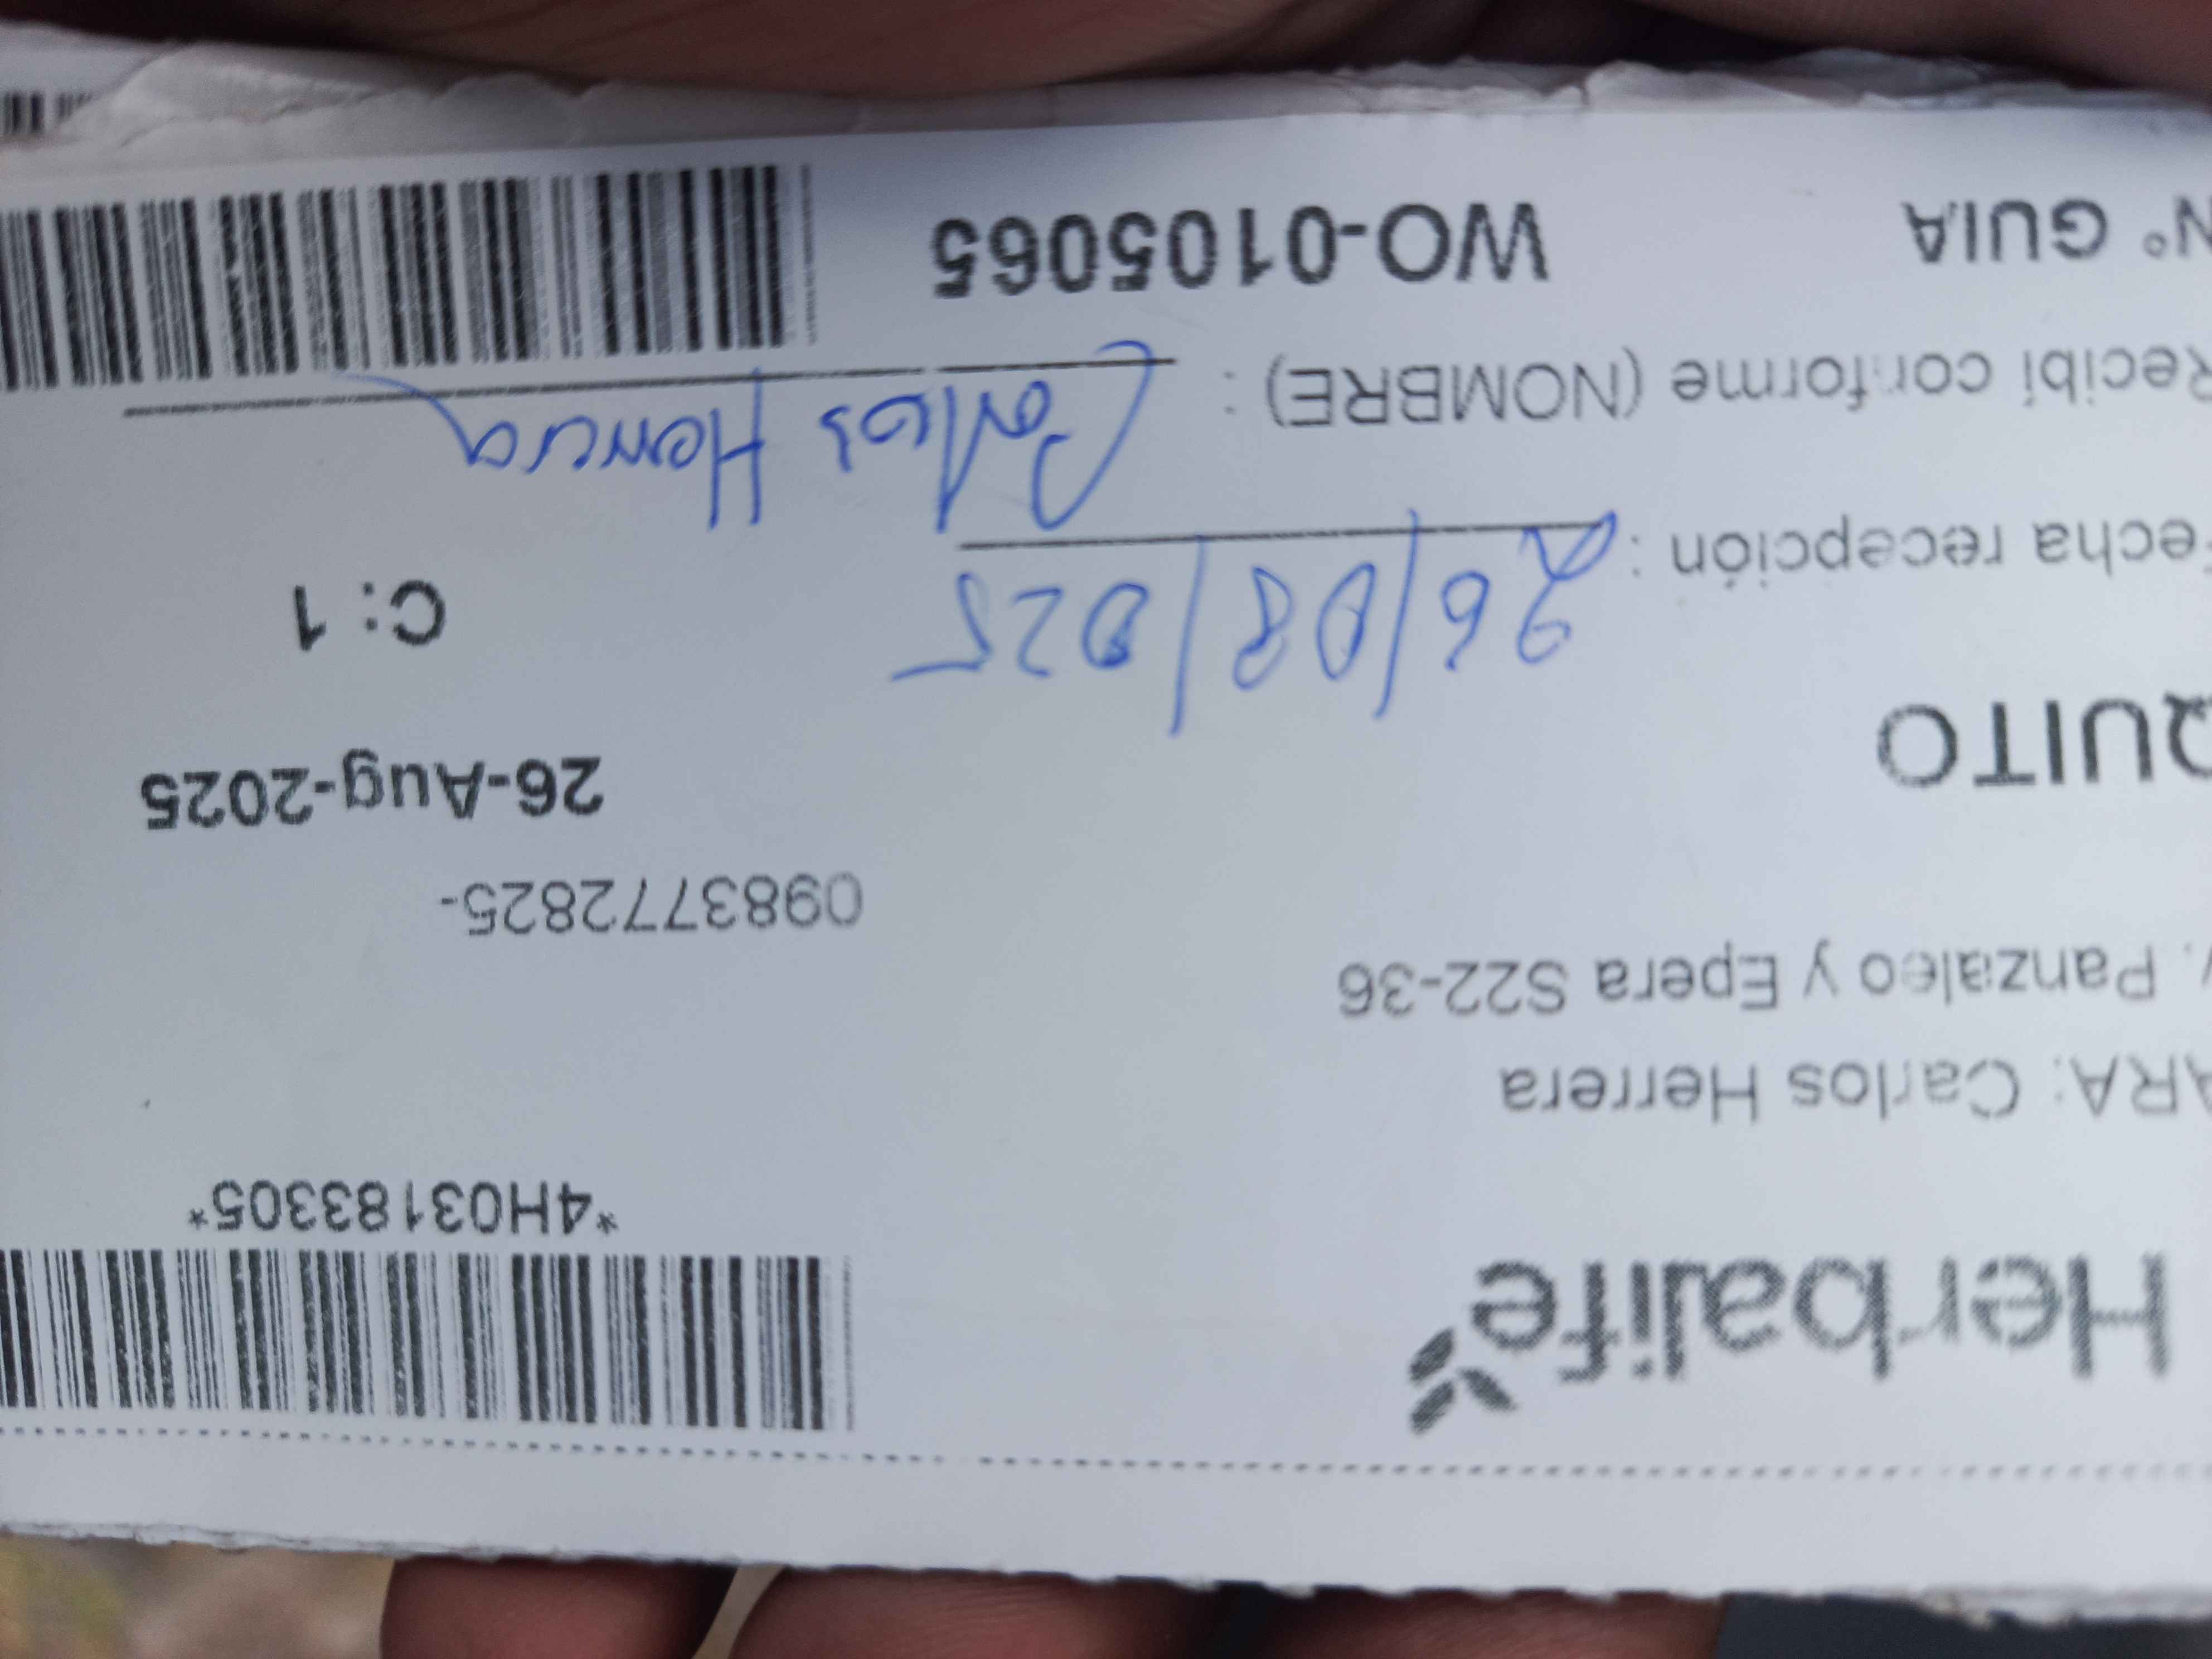 Herbalife
*4H03183305*
ARA: Carlos Herrera
. Panzaleo y Epera S22-36
0983772825-
QUITO
26-Aug-2025
echa recepción : 26/08/025
C: 1
Recibi conforme (NOMBRE) : Carlos Herrera
N° GUIA WO-0105065